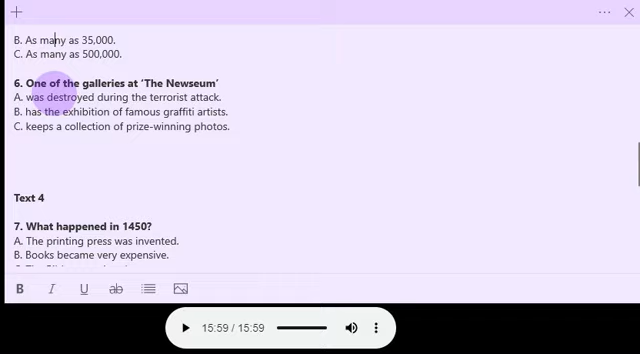 B. As many as 35,000.
C. As many as 500,000.
6. One of the galleries at ‘The Newseum’
A. was destroyed during the terrorist attack.
B. has the exhibition of famous graffiti artists.
C. keeps a collection of prize-winning photos.
Text 4
7. What happened in 1450?
A. The printing press was invented.
B. Books became very expensive.
B I U ab
15:59 / 15:59